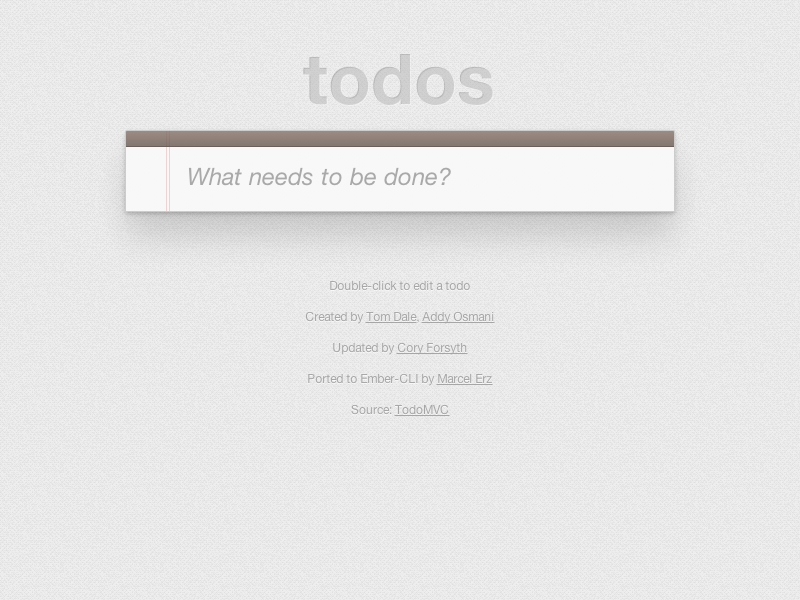 todos
What needs to be done?
Double-click to edit a todo
Created by Tom Dale, Addy Osmani
Updated by Cory Forsyth
Ported to Ember-CLI by Marcel Erz
Source: TodoMVC